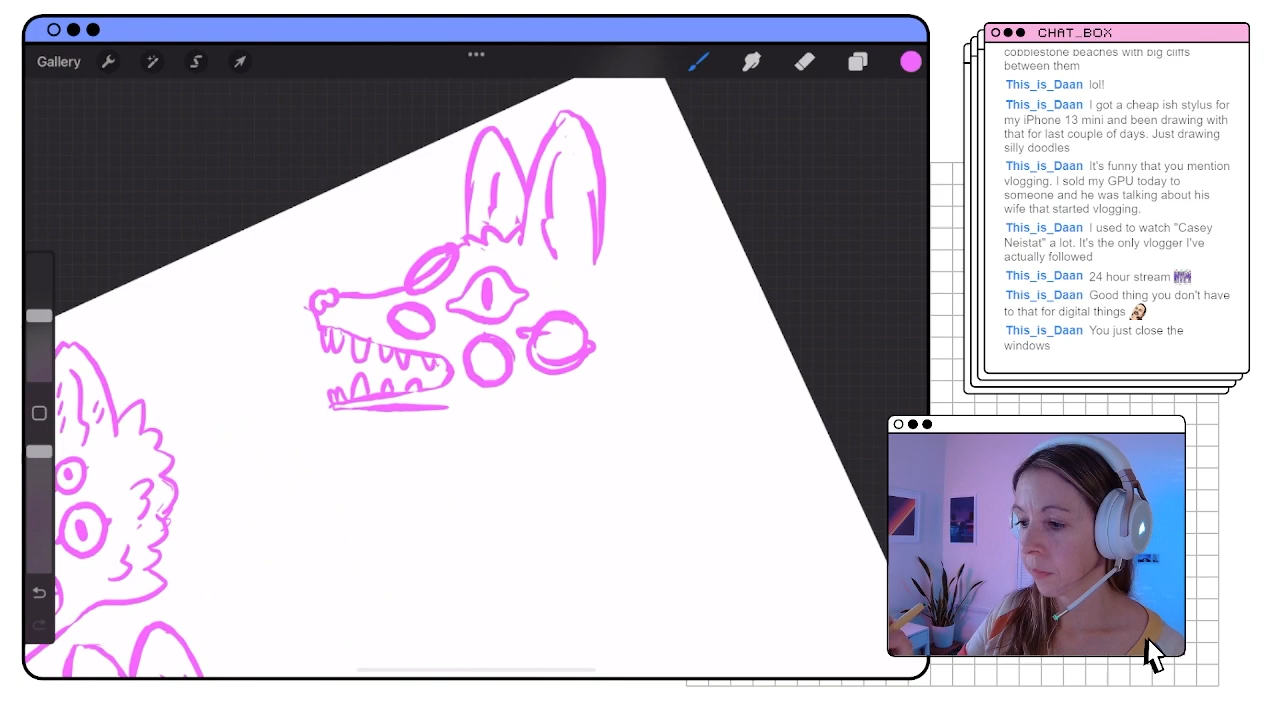 Gallery
CHAT_BOX
cobblestone beaches with big cliffs
between them
This_is_Daan lol!
This_is_Daan I got a cheap ish stylus for
my iPhone 13 mini and been drawing with
that for last couple of days. Just drawing
silly doodles
This_is_Daan It's funny that you mention
vlogging. I sold my GPU today to
someone and he was talking about his
wife that started vlogging.
This_is_Daan I used to watch "Casey
Neistat" a lot. It's the only vlogger I've
actually followed
This_is_Daan 24 hour stream
This_is_Daan Good thing you don't have
to that for digital things
This_is_Daan You just close the
windows